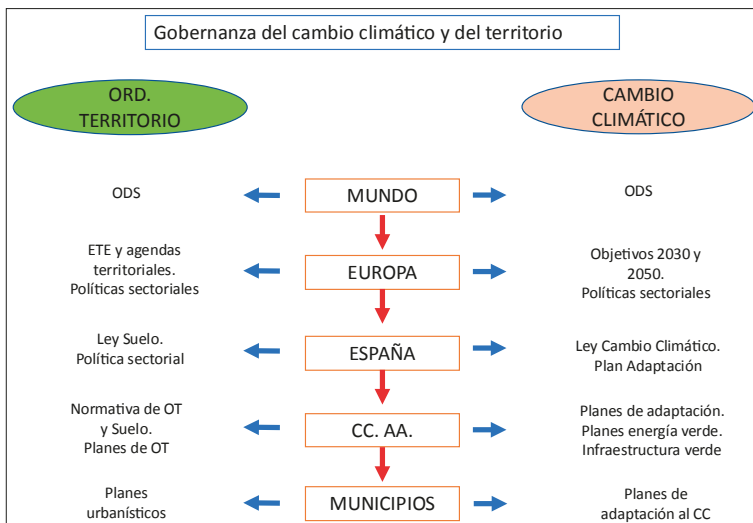 Gobernanza del cambio climático y del territorio
ORD.
TERRITORIO
CAMBIO
CLIMÁTICO
ODS
MUNDO
ODS
ETE y agendas
territoriales.
Políticas sectoriales
EUROPA
Objetivos 2030 y
2050.
Políticas sectoriales
Ley Suelo.
Política sectorial
ESPAÑA
Ley Cambio Climático.
Plan Adaptación
Normativa de OT
y Suelo.
Planes de OT
CC. AA.
Planes de adaptación.
Planes energía verde.
Infraestructura verde
Planes
urbanísticos
MUNICIPIOS
Planes de
adaptación al CC